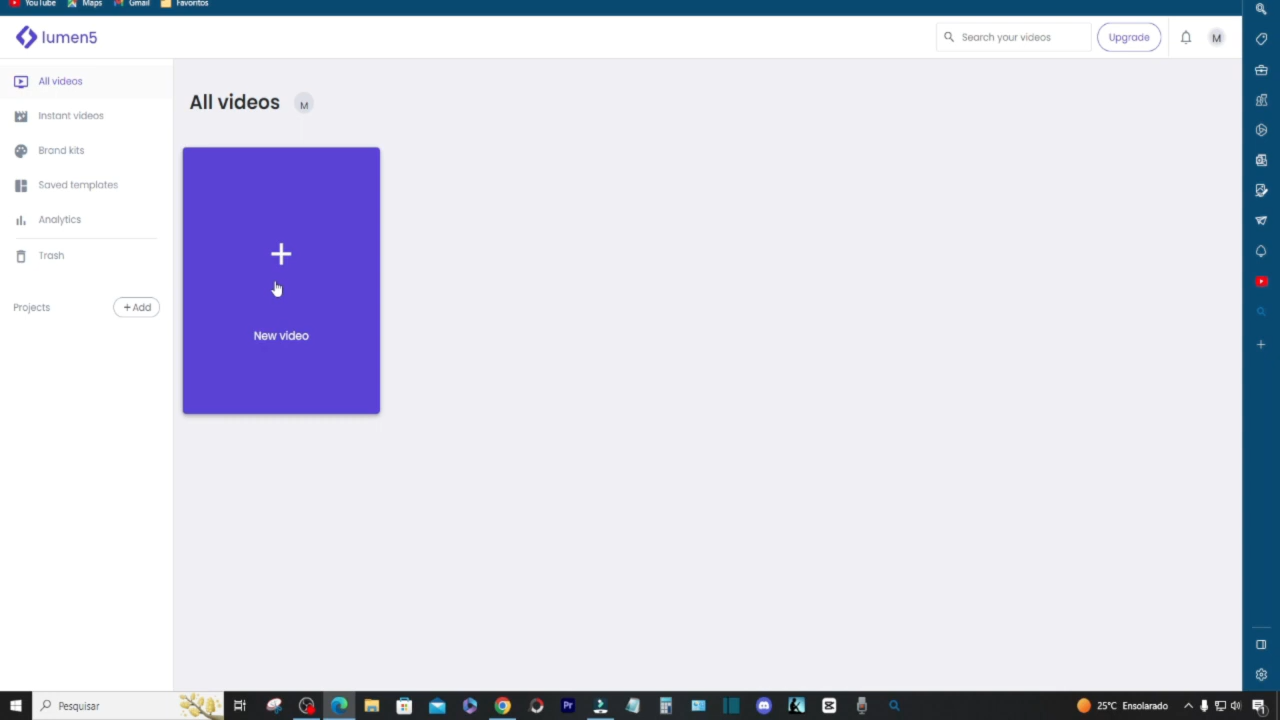 YouTube Maps Gmail Favoritos
lumen5
Search your videos
Upgrade
M
All videos
Instant videos
Brand kits
Saved templates
Analytics
Trash
Projects
+ Add
All videos M
New video
Pesquisar
25°C Ensolarado